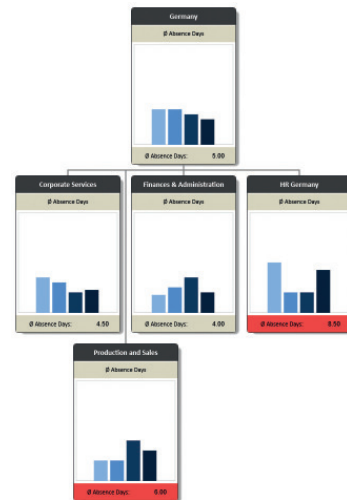 Germany
Ø Absence Days
Ø Absence Days: 5.00
Corporate Services
Ø Absence Days
Ø Absence Days: 4.50
Finances & Administration
Ø Absence Days
Ø Absence Days: 4.00
HR Germany
Ø Absence Days
Ø Absence Days: 8.50
Production and Sales
Ø Absence Days
Ø Absence Days: 6.00